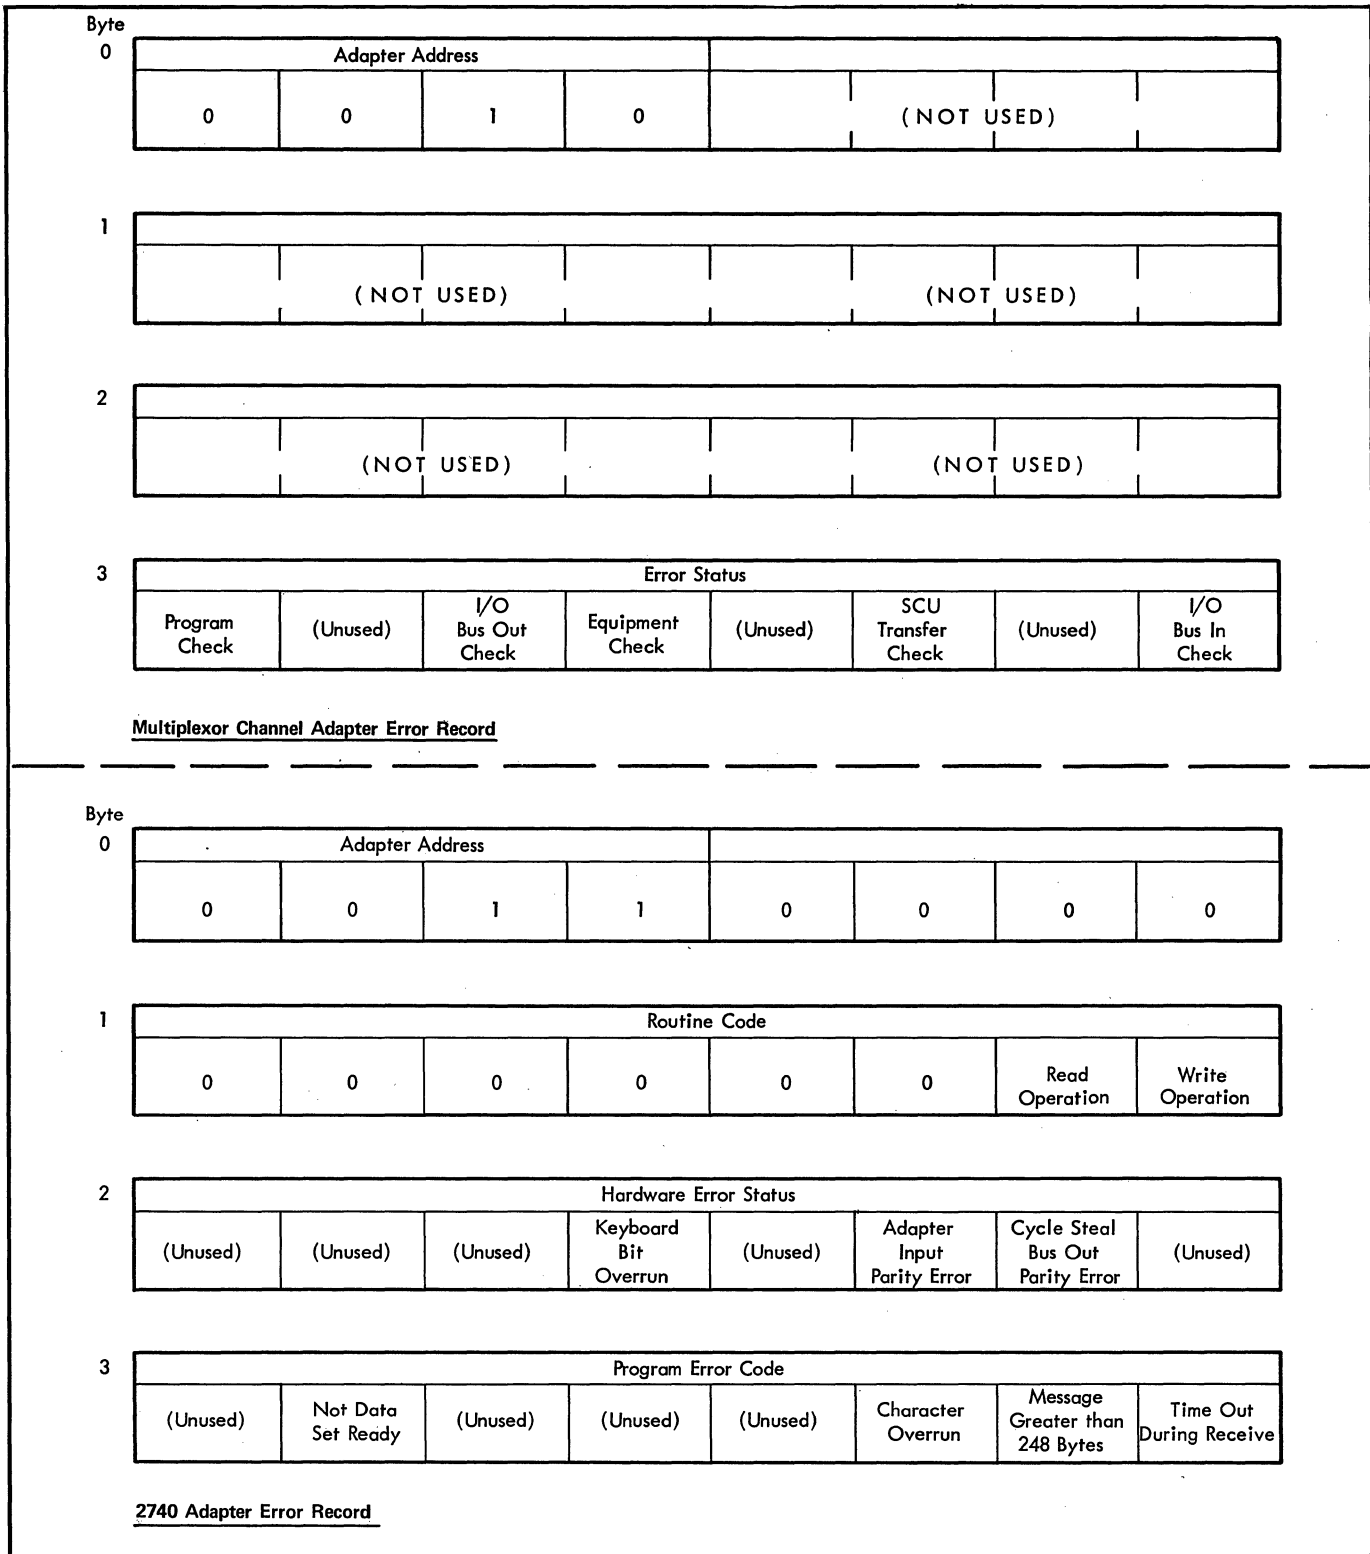 Byte
0
Adapter Address
0 0 1 0 (NOT USED)
1
(NOT USED) (NOT USED)
2
(NOT USED) (NOT USED)
3
Error Status
Program Check
(Unused)
I/O Bus Out Check
Equipment Check
(Unused)
SCU Transfer Check
(Unused)
I/O Bus In Check
Multiplexor Channel Adapter Error Record
Byte
0
Adapter Address
0 0 1 1 0 0 0 0
1
Routine Code
0 0 0 0 0 0
Read Operation
Write Operation
2
Hardware Error Status
(Unused)
(Unused)
(Unused)
Keyboard Bit Overrun
(Unused)
Adapter Input Parity Error
Cycle Steal Bus Out Parity Error
(Unused)
3
Program Error Code
(Unused)
Not Data Set Ready
(Unused)
(Unused)
(Unused)
Character Overrun
Message Greater than 248 Bytes
Time Out During Receive
2740 Adapter Error Record